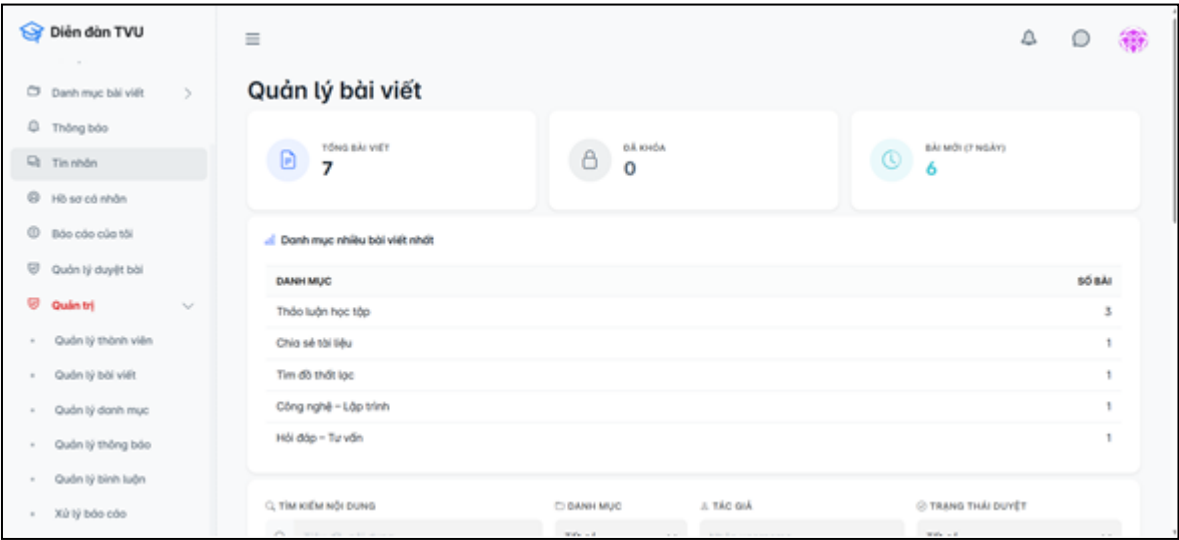 Diễn đàn TVU
Danh mục bài viết
Thông báo
Tin nhắn
Hồ sơ cá nhân
Báo cáo của tôi
Quản lý duyệt bài
Quản trị
Quản lý thành viên
Quản lý bài viết
Quản lý danh mục
Quản lý thông báo
Quản lý bình luận
Xử lý báo cáo
Quản lý bài viết
TỔNG BÀI VIẾT
7
ĐÃ KHÓA
0
BÀI MỚI (7 NGÀY)
6
Danh mục nhiều bài viết nhất
DANH MỤC SỐ BÀI
Thảo luận học tập 3
Chia sẻ tài liệu 1
Tìm đồ thất lạc 1
Công nghệ – Lập trình 1
Hỏi đáp – Tư vấn 1
TÌM KIẾM NỘI DUNG DANH MỤC TÁC GIẢ TRẠNG THÁI DUYỆT